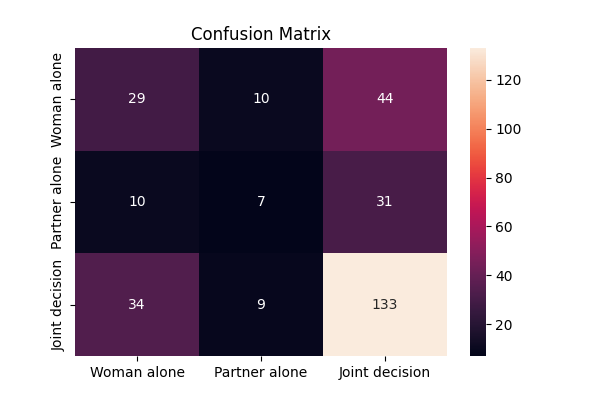 Confusion Matrix
Woman alone 29 10 44
Partner alone 10 7 31
Joint decision 34 9 133
Woman alone Partner alone Joint decision
120
100
80
60
40
20